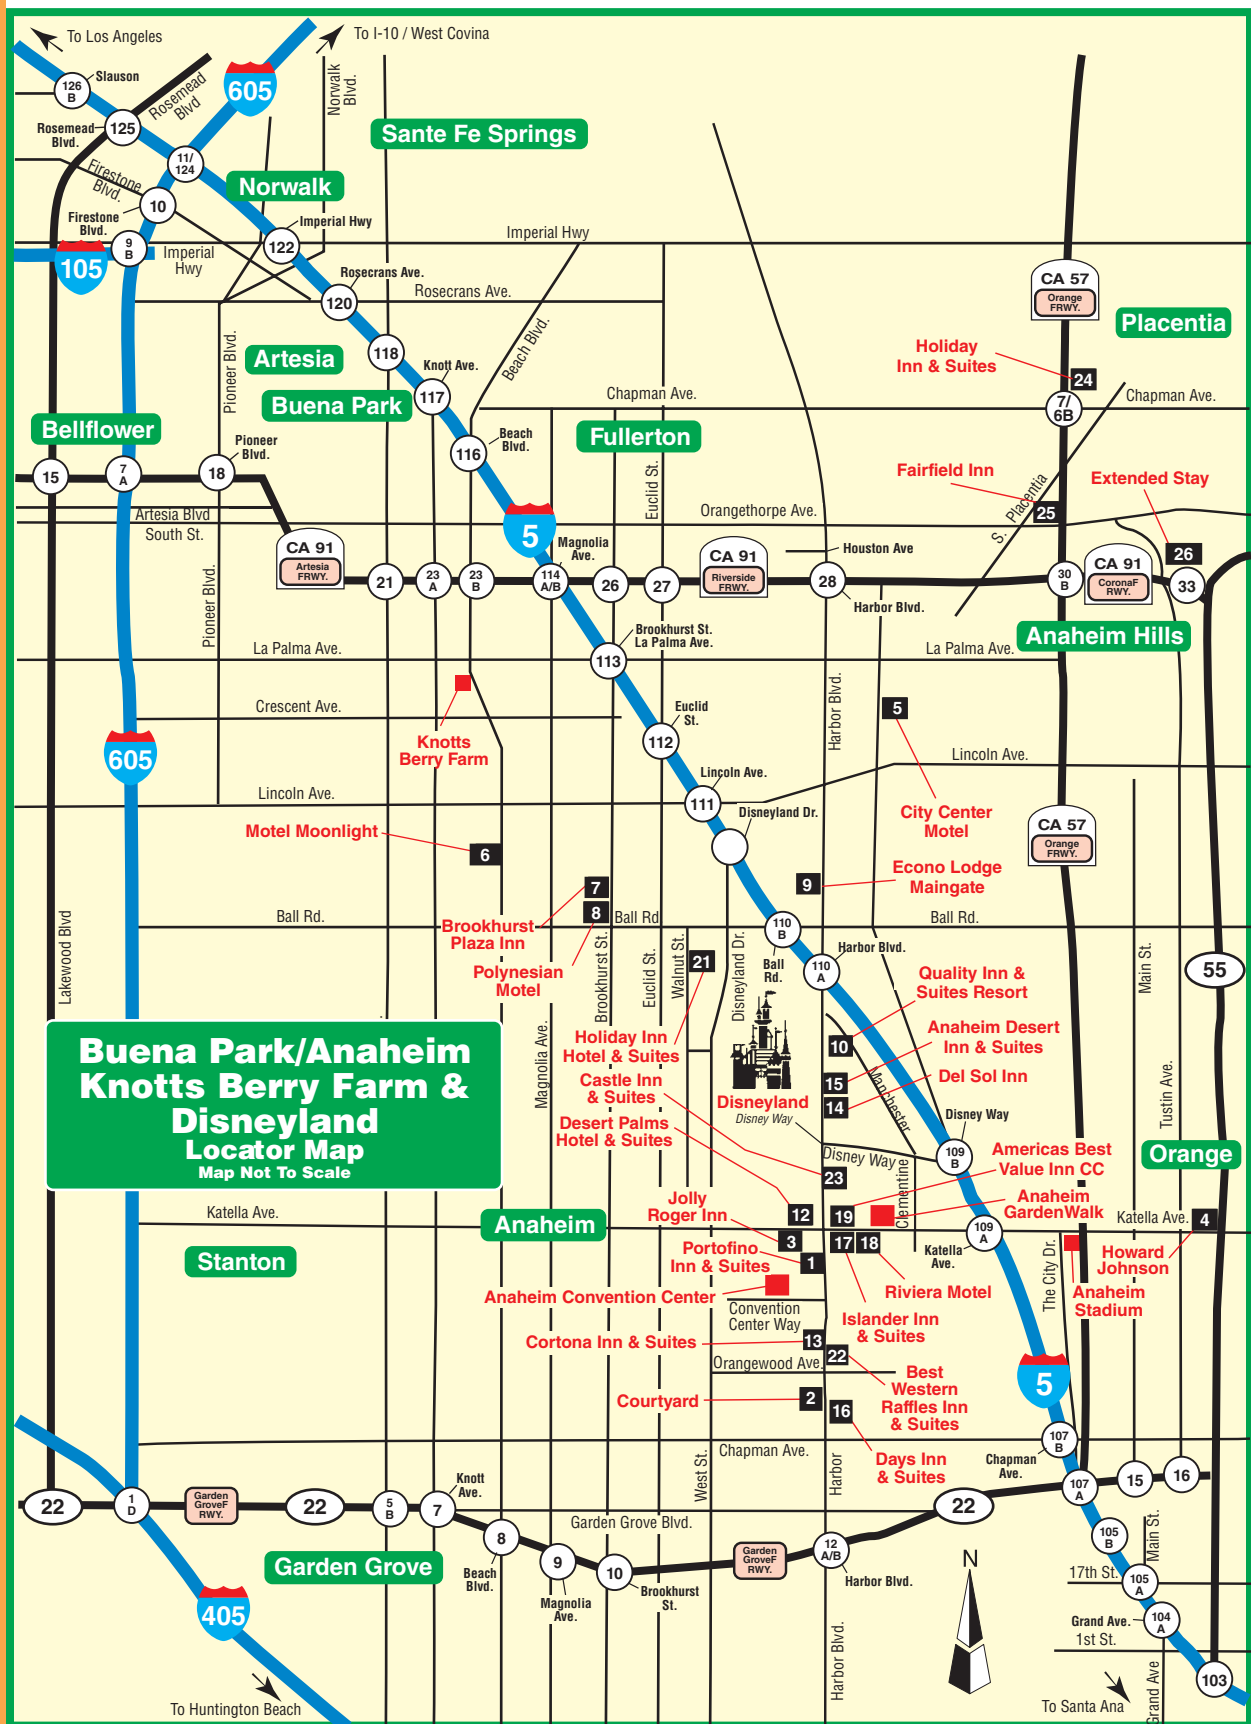 To Los Angeles
To I-10 / West Covina
126
B
Slauson
Rosemead
Blvd
605
Norwalk
Blvd.
Rosemead
Blvd.
125
Sante Fe Springs
11/
124
Firestone
Blvd.
Norwalk
10
Firestone
Blvd.
9
B
Imperial Hwy
122
Imperial Hwy
Imperial
Hwy
105
CA 57
Orange
FRWY.
Rosecrans Ave.
Rosecrans Ave.
120
Placentia
Pioneer Blvd.
Artesia
118
Beach Blvd.
Holiday
Inn & Suites
24
Knott Ave.
117
Buena Park
Chapman Ave.
7/
6B
Chapman Ave.
Bellflower
Beach
Blvd.
116
Fullerton
Pioneer
Blvd.
15
7
A
18
Euclid St.
Fairfield Inn
25
S. Placentia
Extended Stay
Artesia Blvd
South St.
5
Orangethorpe Ave.
CA 91
Artesia
FRWY.
Magnolia
Ave.
CA 91
Riverside
FRWY.
Houston Ave
26
CA 91
CoronaF
RWY.
21
23
A
23
B
114
A/B
26
27
28
30
B
33
Harbor Blvd.
Pioneer Blvd.
Brookhurst St.
La Palma Ave.
Anaheim Hills
La Palma Ave.
113
La Palma Ave.
Crescent Ave.
Euclid
St.
Harbor Blvd.
5
Knotts
Berry Farm
112
605
Lincoln Ave.
Lincoln Ave.
111
Lincoln Ave.
Disneyland Dr.
City Center
Motel
CA 57
Orange
FRWY.
Motel Moonlight
6
7
8
9
Econo Lodge
Maingate
Lakewood Blvd
Ball Rd.
Ball Rd
110
B
Ball Rd.
Brookhurst
Plaza Inn
Polynesian
Motel
Brookhurst St.
Euclid St.
Walnut St.
21
Disneyland Dr.
Ball
Rd.
110
A
Harbor Blvd.
Main St.
55
Quality Inn &
Suites Resort
Buena Park/Anaheim
Knotts Berry Farm &
Disneyland
Locator Map
Map Not To Scale
Magnolia Ave.
Holiday Inn
Hotel & Suites
10
Anaheim Desert
Inn & Suites
Castle Inn
& Suites
15
Del Sol Inn
Disneyland
Disney Way
14
Manchester
Tustin Ave.
Desert Palms
Hotel & Suites
Disney Way
Disney Way
109
B
Americas Best
Value Inn CC
Orange
23
Clementine
Anaheim
GardenWalk
Katella Ave.
Anaheim
Jolly
Roger Inn
12
19
Katella Ave.
4
Stanton
3
17
18
109
A
Katella
Ave.
The City Dr.
Howard
Johnson
Portofino
Inn & Suites
1
Anaheim Convention Center
Riviera Motel
Anaheim
Stadium
Convention
Center Way
Islander Inn
& Suites
Cortona Inn & Suites
13
22
Orangewood Ave.
Best
Western
Raffles Inn
& Suites
5
Courtyard
2
16
Chapman Ave.
West St.
Harbor
Days Inn
& Suites
107
B
Chapman
Ave.
22
1
D
Garden
GroveF
RWY.
22
5
B
7
Knott
Ave.
22
107
A
15
16
Garden Grove Blvd.
8
Beach
Blvd.
9
Magnolia
Ave.
10
Brookhurst
St.
Garden
GroveF
RWY.
12
A/B
Harbor Blvd.
105
B
Main St.
Garden Grove
N
17th St.
105
A
405
Grand Ave.
104
A
1st St.
Harbor Blvd.
To Huntington Beach
To Santa Ana
Grand Ave
103